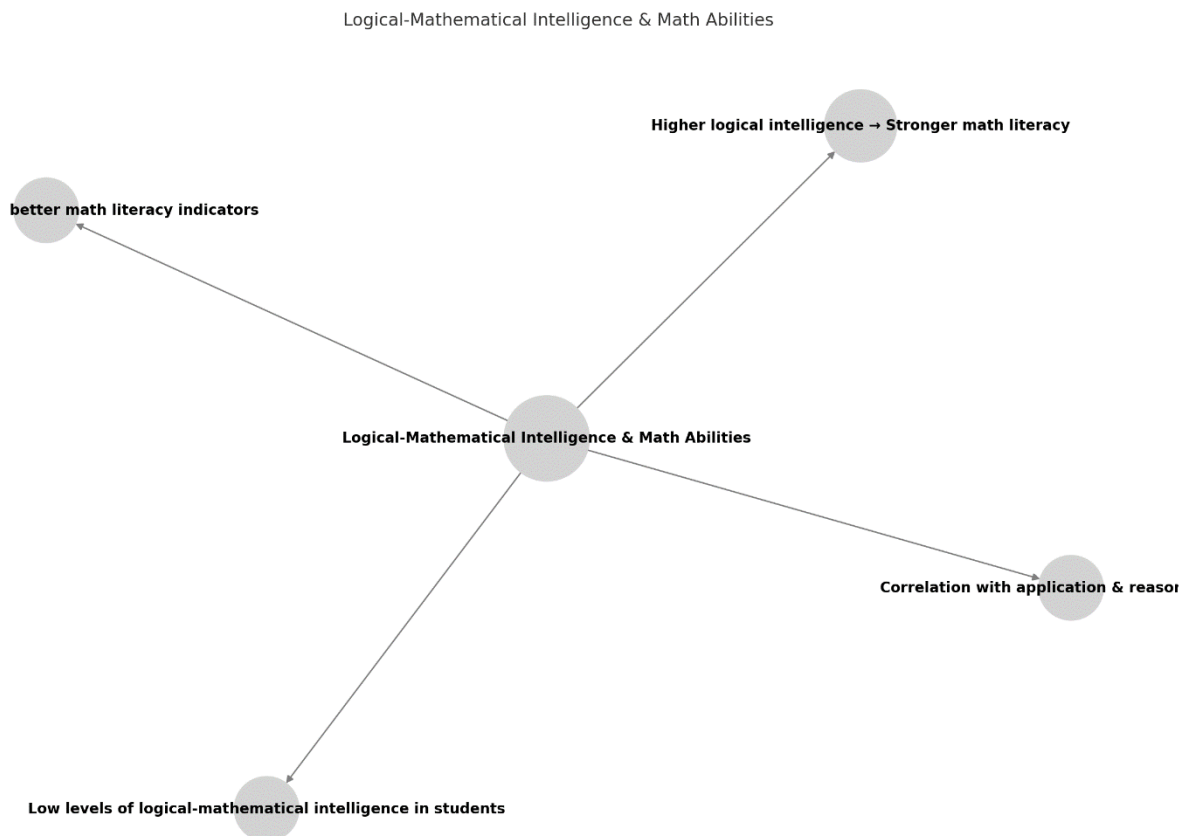 Logical-Mathematical Intelligence & Math Abilities
Higher logical intelligence → Stronger math literacy
better math literacy indicators
Logical-Mathematical Intelligence & Math Abilities
Correlation with application &
Low levels of logical-mathematical intelligence in students